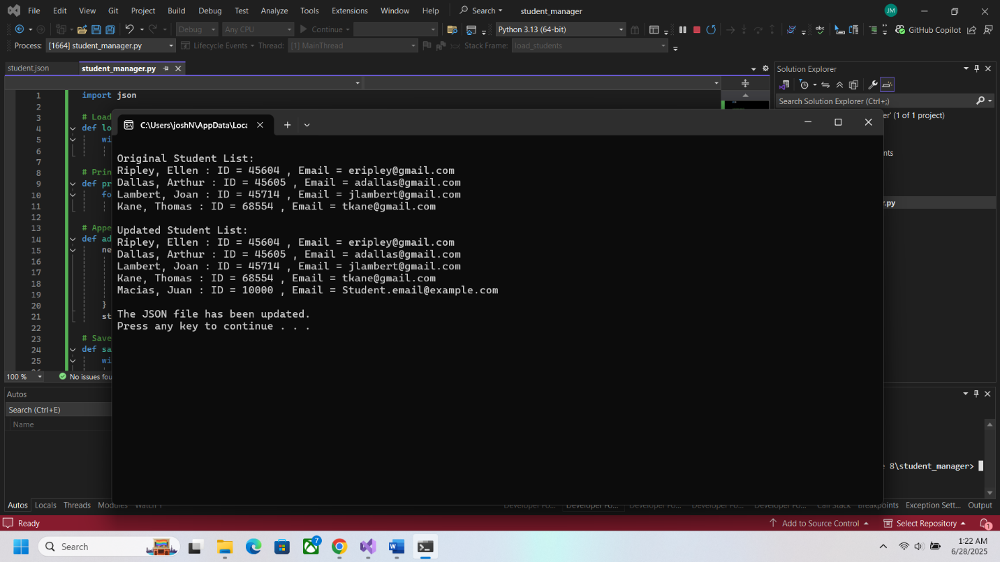 File Edit View Git Project Build Debug Test Analyze Tools Extensions Window Help Search student_manager JM
Debug Any CPU Continue Python 3.13 (64-bit) GitHub Copilot
Process: [1664] student_manager.py Lifecycle Events Thread: [1] MainThread Stack Frame: load_students
student.json student_manager.py
Solution Explorer
Search Solution Explorer (Ctrl+;)
er' (1 of 1 project)
nts
r.py
1 import json
2
3 # Load
4 def lo
5 wi
6
7
8 # Prin
9 def pr
10 fo
11
12
13 # Appe
14 def ad
15 ne
16
17
18
19
20 }
21 st
22
23 # Save
24 def sa
25 wi
100 % No issues fou
C:\Users\joshN\AppData\Loca
Original Student List:
Ripley, Ellen : ID = 45604 , Email = eripley@gmail.com
Dallas, Arthur : ID = 45605 , Email = adallas@gmail.com
Lambert, Joan : ID = 45714 , Email = jlambert@gmail.com
Kane, Thomas : ID = 68554 , Email = tkane@gmail.com
Updated Student List:
Ripley, Ellen : ID = 45604 , Email = eripley@gmail.com
Dallas, Arthur : ID = 45605 , Email = adallas@gmail.com
Lambert, Joan : ID = 45714 , Email = jlambert@gmail.com
Kane, Thomas : ID = 68554 , Email = tkane@gmail.com
Macias, Juan : ID = 10000 , Email = Student.email@example.com
The JSON file has been updated.
Press any key to continue . . .
Autos
Search (Ctrl+E)
Name
8\student_manager>
Autos Locals Threads Modules Watch 1 Developer Po... Developer Po... Developer Po... Developer Po... Developer Po... Call Stack Breakpoints Exception Sett... Output
Ready Add to Source Control Select Repository 1
Search 7 1:22 AM
6/28/2025